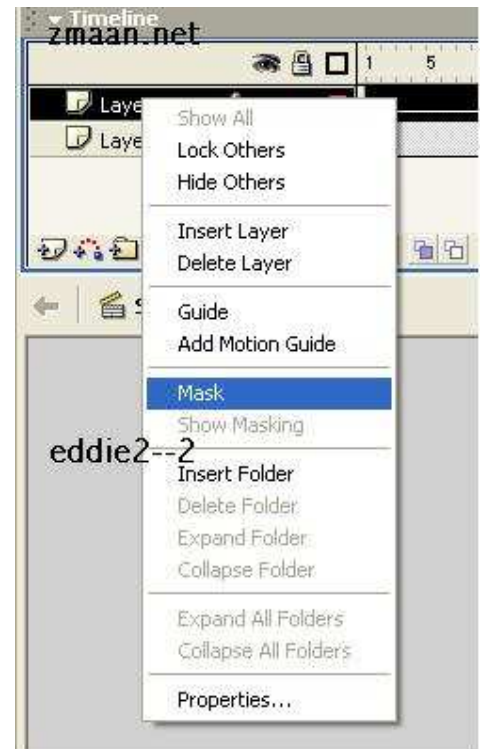 Timeline
zmaan.net
1 5
Laye
Laye
Show All
Lock Others
Hide Others
Insert Layer
Delete Layer
Guide
Add Motion Guide
Mask
Show Masking
eddie2--2
Insert Folder
Delete Folder
Expand Folder
Collapse Folder
Expand All Folders
Collapse All Folders
Properties...